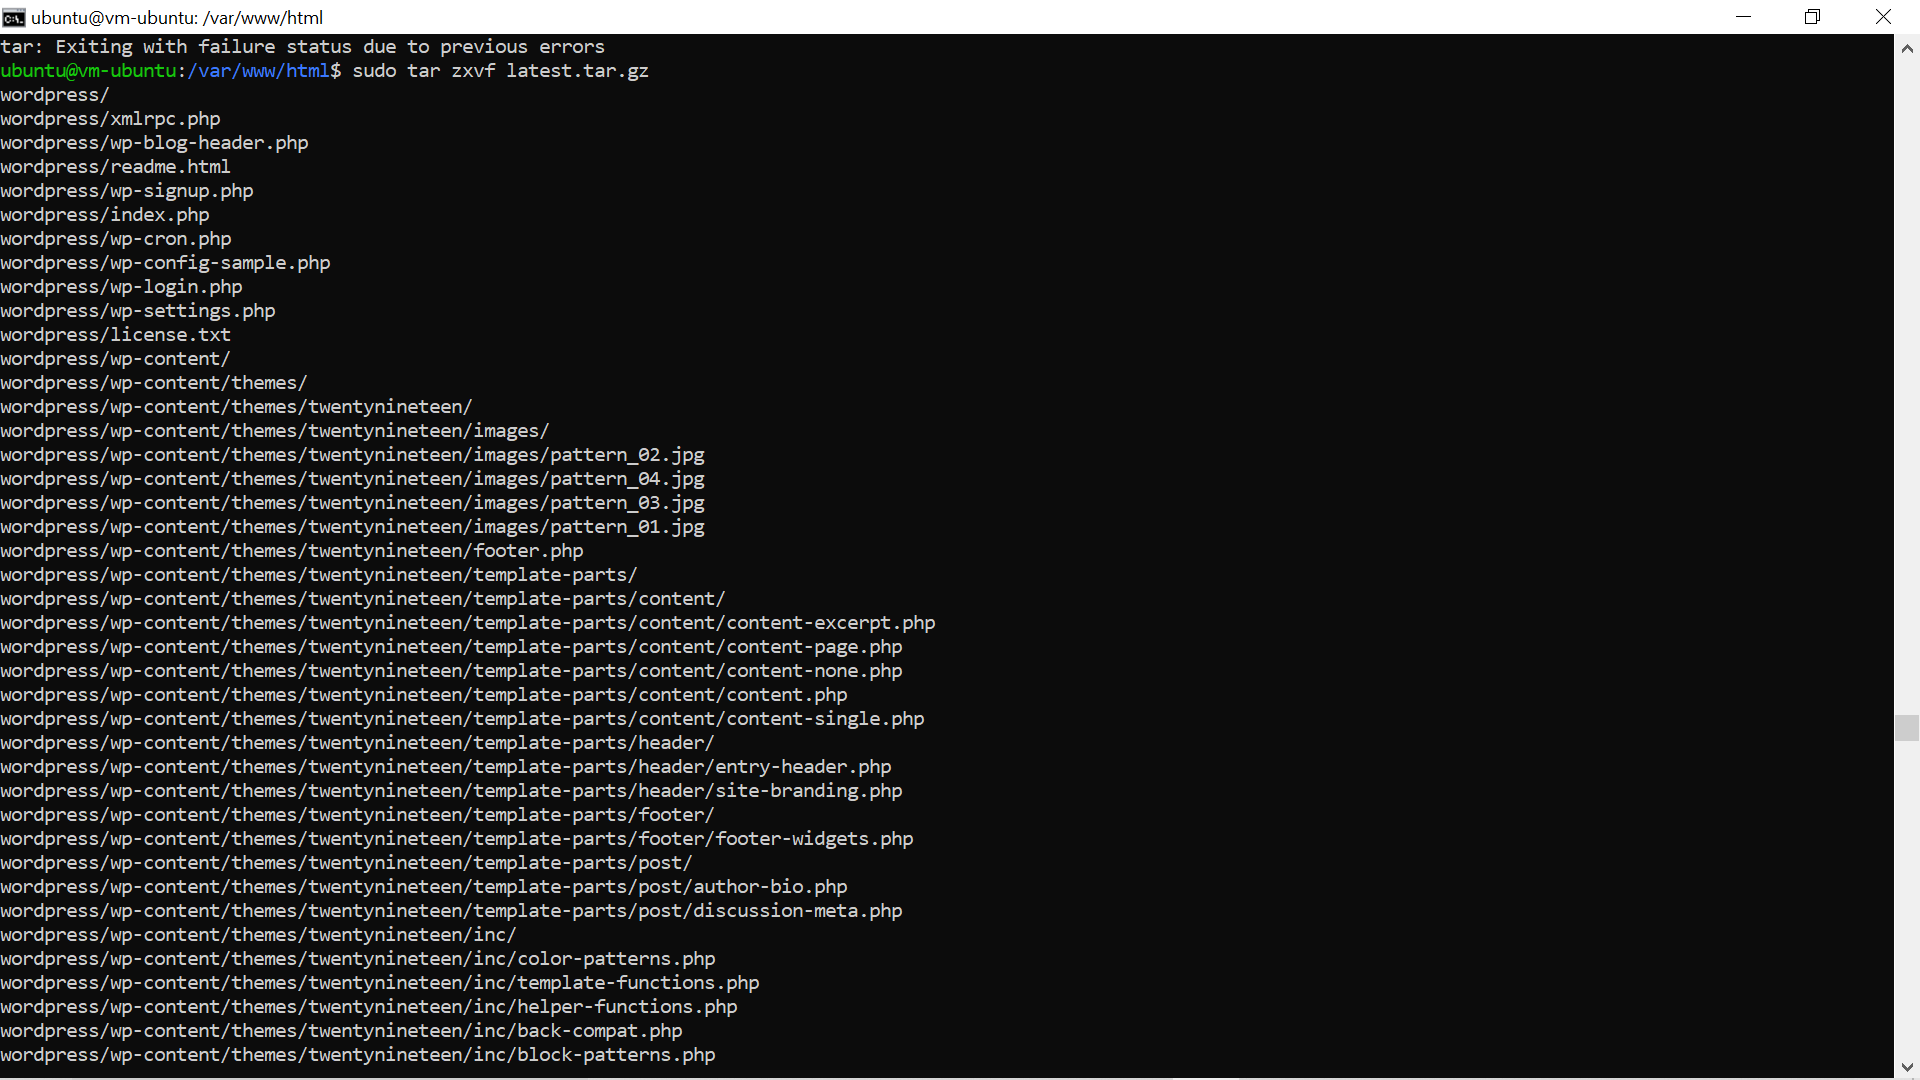 ubuntu@vm-ubuntu: /var/www/html
tar: Exiting with failure status due to previous errors
ubuntu@vm-ubuntu:/var/www/html$ sudo tar zxvf latest.tar.gz
wordpress/
wordpress/xmlrpc.php
wordpress/wp-blog-header.php
wordpress/readme.html
wordpress/wp-signup.php
wordpress/index.php
wordpress/wp-cron.php
wordpress/wp-config-sample.php
wordpress/wp-login.php
wordpress/wp-settings.php
wordpress/license.txt
wordpress/wp-content/
wordpress/wp-content/themes/
wordpress/wp-content/themes/twentynineteen/
wordpress/wp-content/themes/twentynineteen/images/
wordpress/wp-content/themes/twentynineteen/images/pattern_02.jpg
wordpress/wp-content/themes/twentynineteen/images/pattern_04.jpg
wordpress/wp-content/themes/twentynineteen/images/pattern_03.jpg
wordpress/wp-content/themes/twentynineteen/images/pattern_01.jpg
wordpress/wp-content/themes/twentynineteen/footer.php
wordpress/wp-content/themes/twentynineteen/template-parts/
wordpress/wp-content/themes/twentynineteen/template-parts/content/
wordpress/wp-content/themes/twentynineteen/template-parts/content/content-excerpt.php
wordpress/wp-content/themes/twentynineteen/template-parts/content/content-page.php
wordpress/wp-content/themes/twentynineteen/template-parts/content/content-none.php
wordpress/wp-content/themes/twentynineteen/template-parts/content/content.php
wordpress/wp-content/themes/twentynineteen/template-parts/content/content-single.php
wordpress/wp-content/themes/twentynineteen/template-parts/header/
wordpress/wp-content/themes/twentynineteen/template-parts/header/entry-header.php
wordpress/wp-content/themes/twentynineteen/template-parts/header/site-branding.php
wordpress/wp-content/themes/twentynineteen/template-parts/footer/
wordpress/wp-content/themes/twentynineteen/template-parts/footer/footer-widgets.php
wordpress/wp-content/themes/twentynineteen/template-parts/post/
wordpress/wp-content/themes/twentynineteen/template-parts/post/author-bio.php
wordpress/wp-content/themes/twentynineteen/template-parts/post/discussion-meta.php
wordpress/wp-content/themes/twentynineteen/inc/
wordpress/wp-content/themes/twentynineteen/inc/color-patterns.php
wordpress/wp-content/themes/twentynineteen/inc/template-functions.php
wordpress/wp-content/themes/twentynineteen/inc/helper-functions.php
wordpress/wp-content/themes/twentynineteen/inc/back-compat.php
wordpress/wp-content/themes/twentynineteen/inc/block-patterns.php